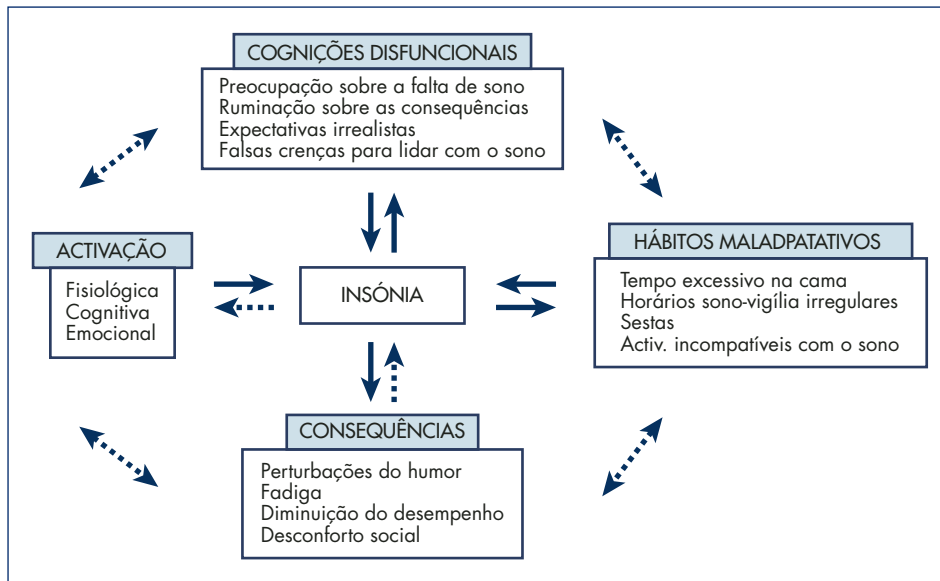 COGNIÇÕES DISFUNCIONAIS
Preocupação sobre a falta de sono
Ruminação sobre as consequências
Expectativas irrealistas
Falsas crenças para lidar com o sono
ACTIVAÇÃO
Fisiológica
Cognitiva
Emocional
INSÓNIA
HÁBITOS MALADPATATIVOS
Tempo excessivo na cama
Horários sono-vigília irregulares
Sestas
Activ. incompatíveis com o sono
CONSEQUÊNCIAS
Perturbações do humor
Fadiga
Diminuição do desempenho
Desconforto social